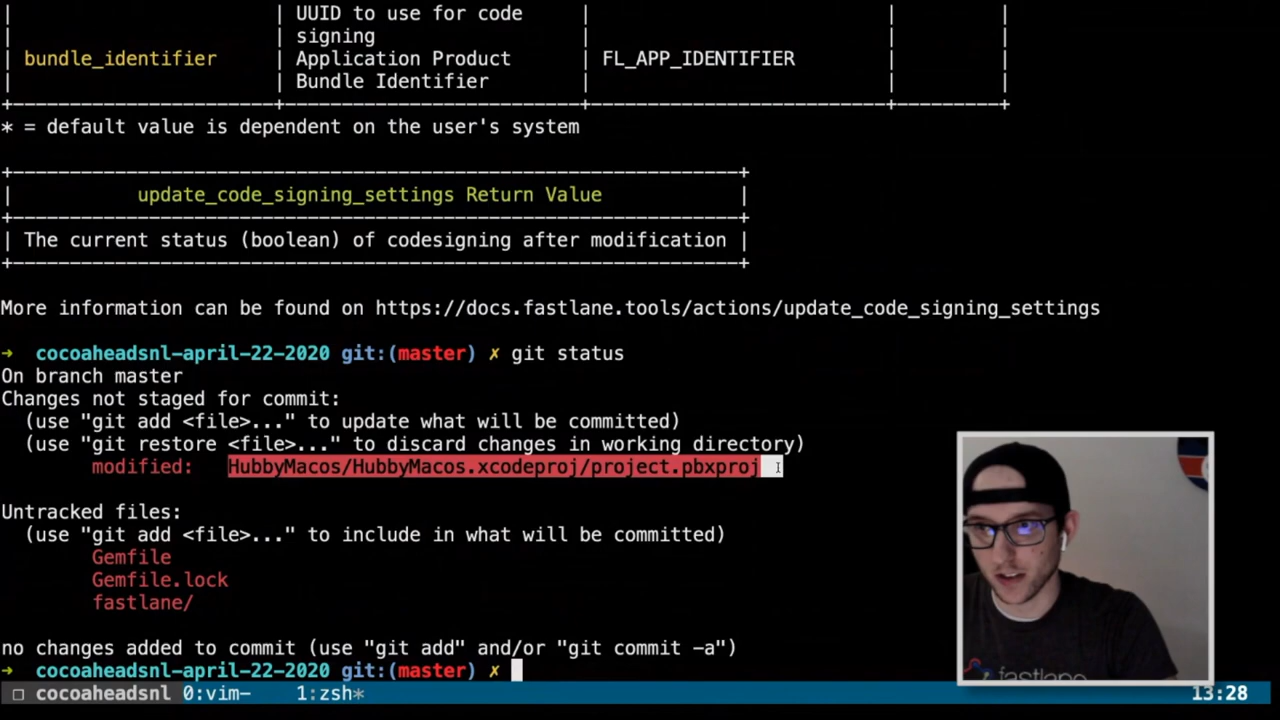 | UUID to use for code | | |
| signing | | |
| bundle_identifier | Application Product | FL_APP_IDENTIFIER | |
| | Bundle Identifier | | |
* = default value is dependent on the user's system
| update_code_signing_settings Return Value |
| The current status (boolean) of codesigning after modification |
More information can be found on https://docs.fastlane.tools/actions/update_code_signing_settings
➜ cocoaheadsnl-april-22-2020 git:(master) ✗ git status
On branch master
Changes not staged for commit:
(use "git add <file>..." to update what will be committed)
(use "git restore <file>..." to discard changes in working directory)
modified: HubbyMacos/HubbyMacos.xcodeproj/project.pbxproj
Untracked files:
(use "git add <file>..." to include in what will be committed)
Gemfile
Gemfile.lock
fastlane/
no changes added to commit (use "git add" and/or "git commit -a")
➜ cocoaheadsnl-april-22-2020 git:(master) ✗
fastlane
□ cocoaheadsnl 0:vim- 1:zsh* 13:28